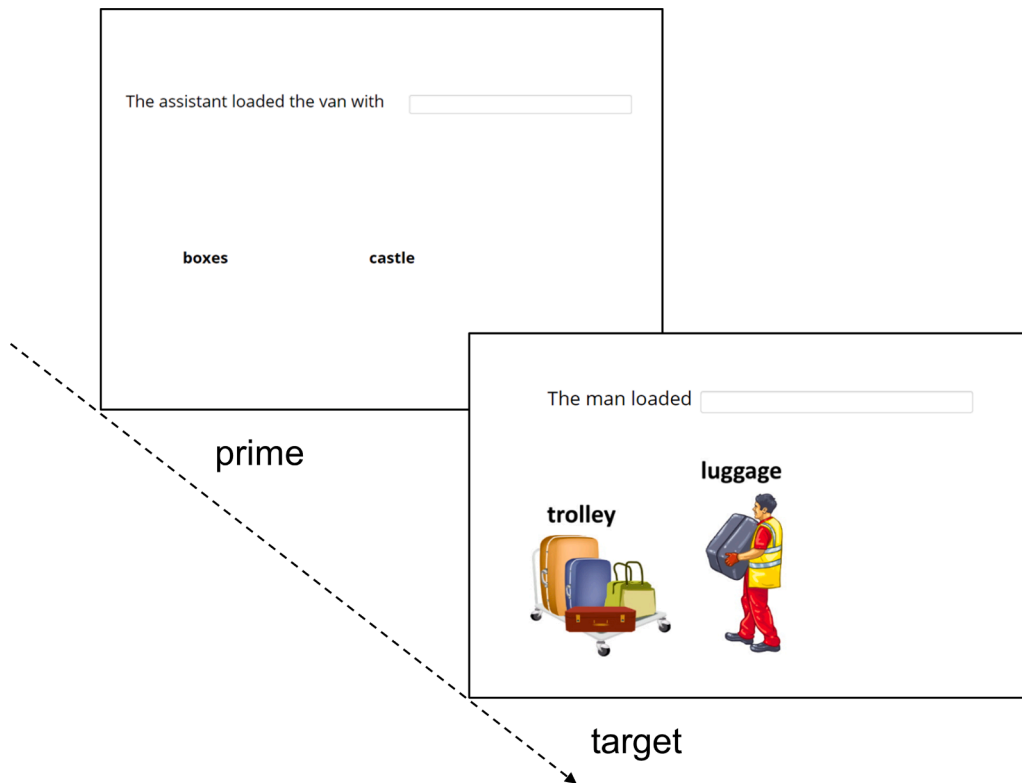 The assistant loaded the van with
boxes castle
prime
The man loaded
luggage
trolley
target